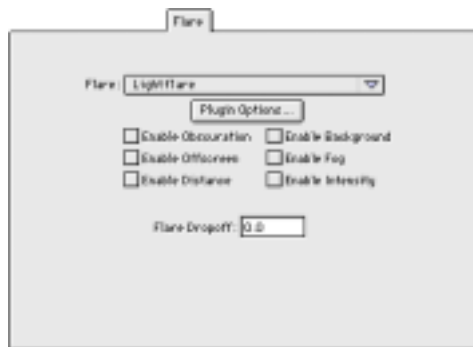 Flare
Flare: Lightflare
Plugin Options ...
Enable Obscuration Enable Background
Enable Offscreen Enable Fog
Enable Distance Enable Intensity
Flare Dropoff: 0.0